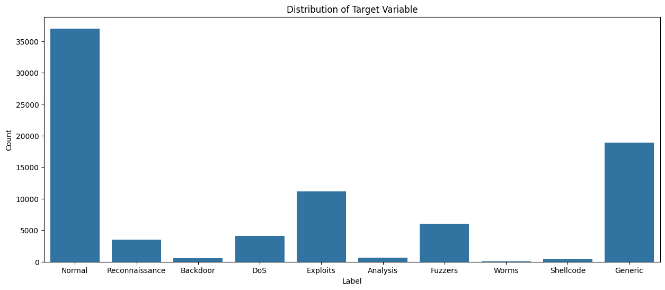 Distribution of Target Variable
Count
35000
30000
25000
20000
15000
10000
5000
0
Normal Reconnaissance Backdoor DoS Exploits Analysis Fuzzers Worms Shellcode Generic
Label